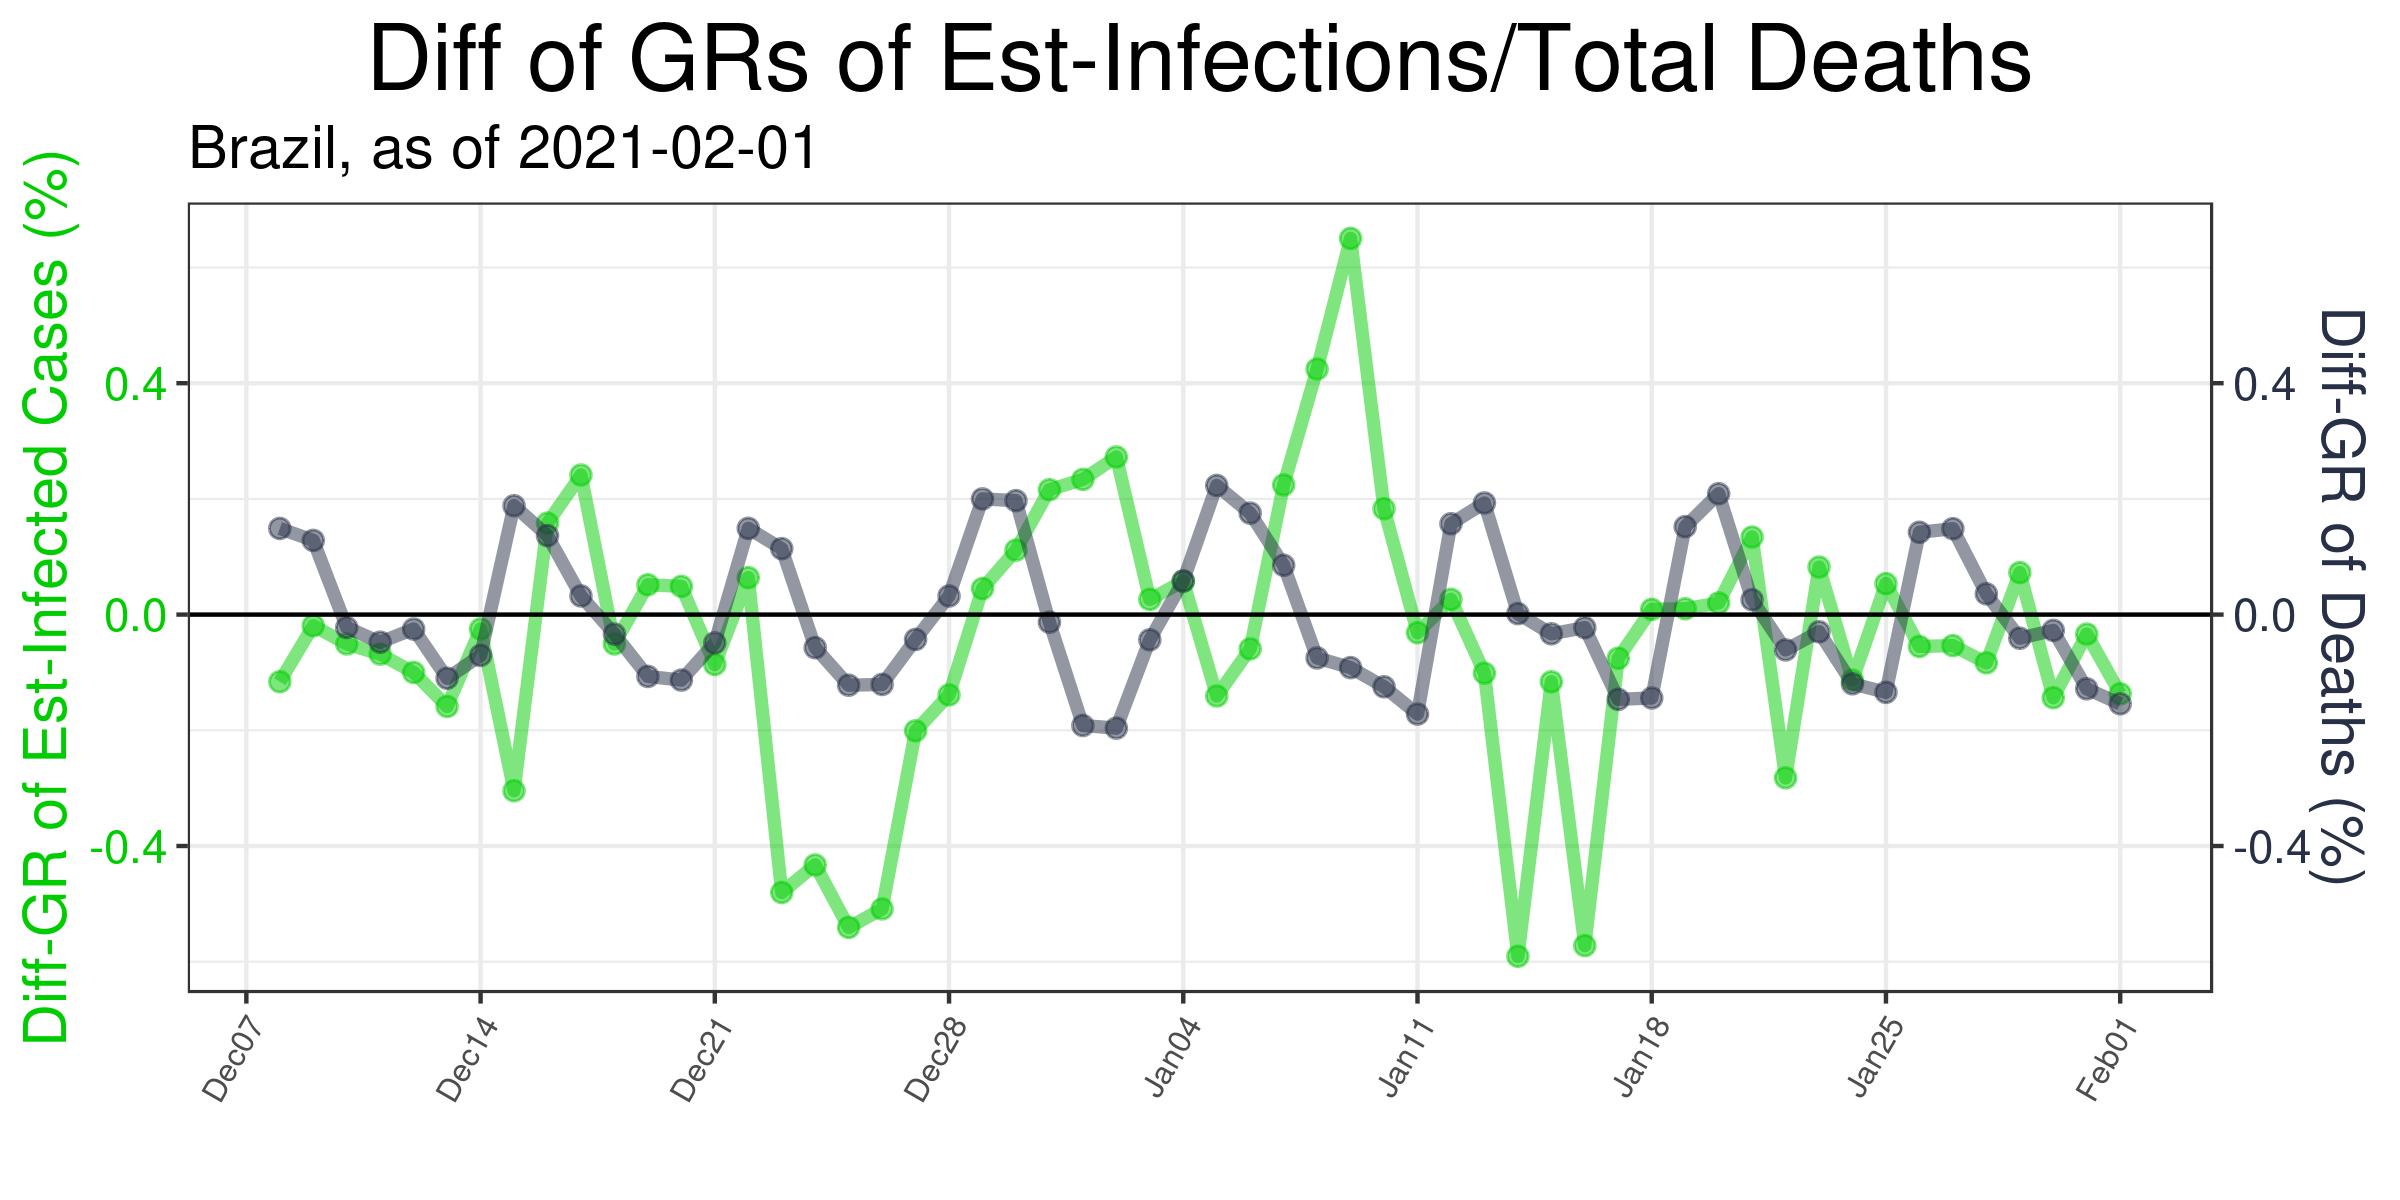 Diff of GRs of Est-Infections/Total Deaths
Brazil, as of 2021-02-01
Diff-GR of Est-Infected Cases (%)
0.4
0.0
-0.4
0.4
0.0
-0.4
Diff-GR of Deaths (%)
Dec07
Dec14
Dec21
Dec28
Jan04
Jan11
Jan18
Jan25
Feb01